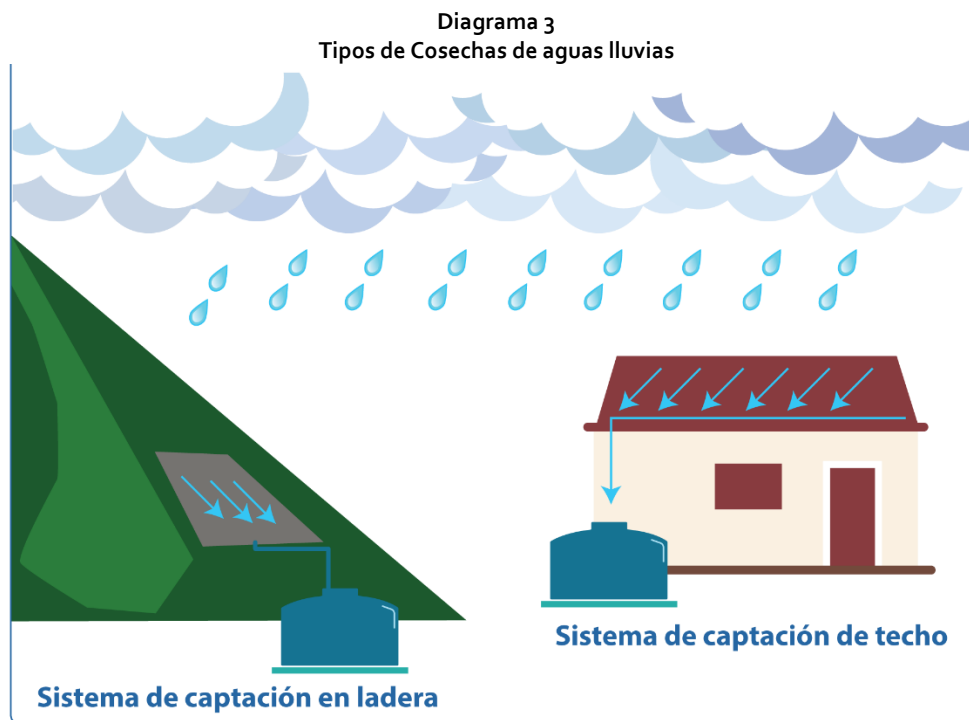 Diagrama 3
Tipos de Cosechas de aguas lluvias
Sistema de captación de techo
Sistema de captación en ladera